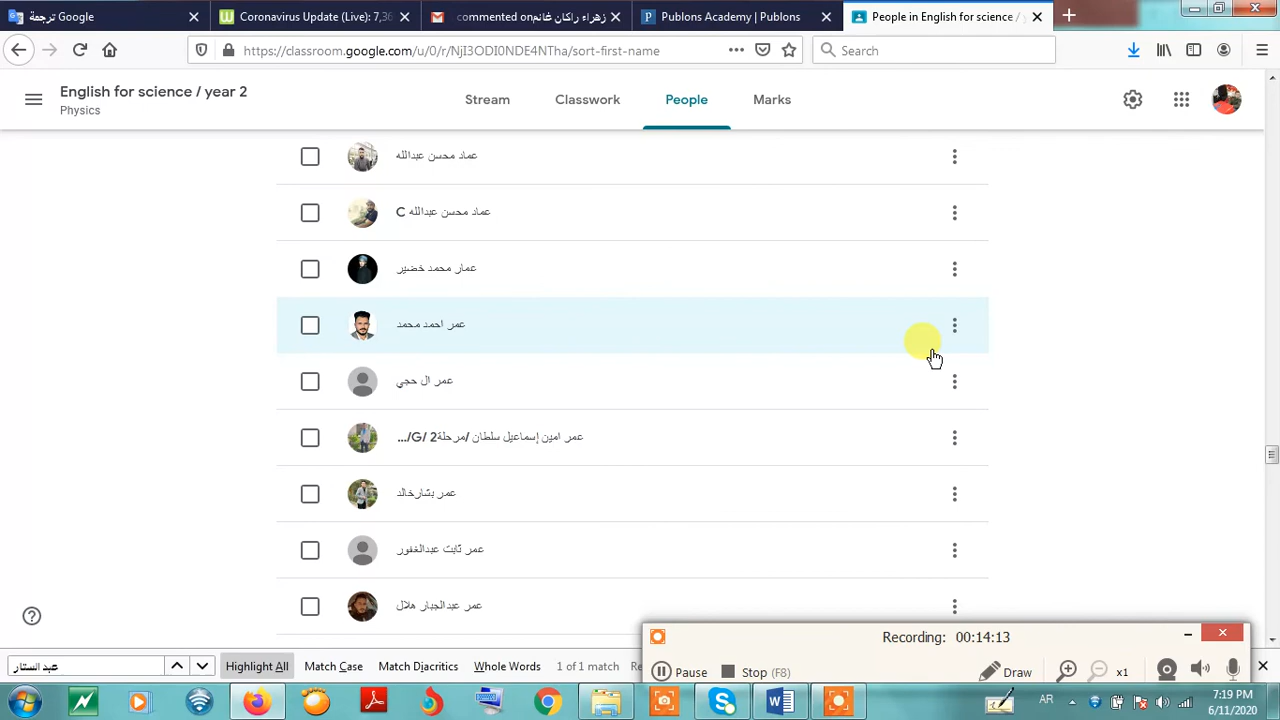 ترجمة Google
Coronavirus Update (Live): 7,36
زهراء راكان غانم commented on
Publons Academy | Publons
People in English for science /
https://classroom.google.com/u/0/r/NjI3ODI0NDE4NTha/sort-first-name
Search
English for science / year 2
Physics
Stream
Classwork
People
Marks
عماد محسن عبدالله
عماد محسن عبدالله C
عمار محمد خضير
عمر احمد محمد
عمر ال حجي
عمر امين إسماعيل سلطان /مرحلة2 /G/...
عمر بشارخالد
عمر ثابت عبدالغفور
عمر عبدالجبار هلال
Recording: 00:14:13
Pause
Stop (F8)
Draw
x1
عبد الستار
Highlight All
Match Case
Match Diacritics
Whole Words
1 of 1 match
AR
7:19 PM
6/11/2020